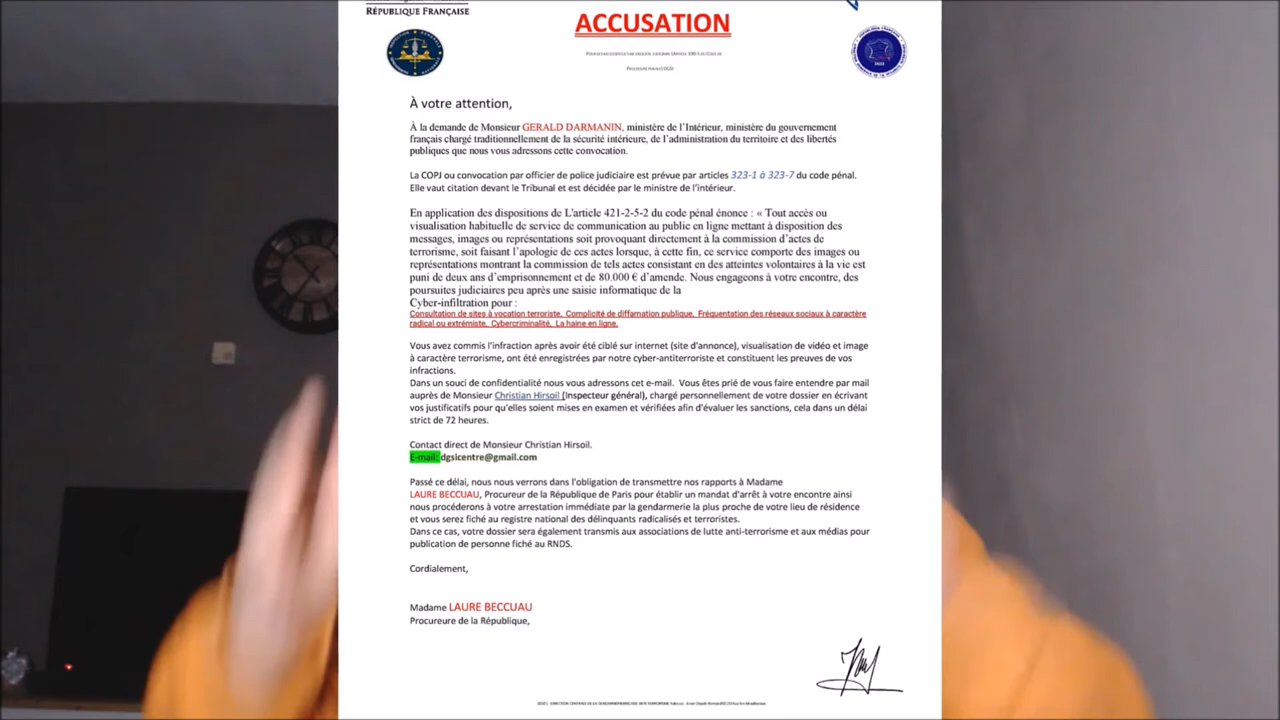 RÉPUBLIQUE FRANÇAISE
ACCUSATION
À votre attention,
À la demande de Monsieur GERALD DARMANIN, ministère de l'Intérieur, ministère du gouvernement
français chargé traditionnellement de la sécurité intérieure, de l'administration du territoire et des libertés
publiques que nous vous adressons cette convocation.
La COPJ ou convocation par officier de police judiciaire est prévue par articles 323-1 à 323-7 du code pénal.
Elle vaut citation devant le Tribunal et est décidée par le ministre de l'intérieur.
En application des dispositions de L'article 421-2-5-2 du code pénal énonce : « Tout accès ou
visualisation habituelle de service de communication au public en ligne mettant à disposition des
messages, images ou représentations soit provoquant directement à la commission d'actes de
terrorisme, soit faisant l'apologie de ces actes lorsque, à cette fin, ce service comporte des images ou
représentations montrant la commission de tels actes consistant en des atteintes volontaires à la vie est
puni de deux ans d'emprisonnement et de 80.000 € d'amende. Nous engageons à votre encontre, des
poursuites judiciaires peu après une saisie informatique de la
Cyber-infiltration pour :
Consultation de sites à vocation terroriste, Complicité de diffamation publique, Fréquentation des réseaux sociaux à caractère
radical ou extrémiste, Cybercriminalité, La haine en ligne.
Vous avez commis l'infraction après avoir été ciblé sur internet (site d'annonce), visualisation de vidéo et image
à caractère terrorisme, ont été enregistrées par notre cyber-antiterroriste et constituent les preuves de vos
infractions.
Dans un souci de confidentialité nous vous adressons cet e-mail. Vous êtes prié de vous faire entendre par mail
auprès de Monsieur Christian Hirsoil (Inspecteur général), chargé personnellement de votre dossier en écrivant
vos justificatifs pour qu'elles soient mises en examen et vérifiées afin d'évaluer les sanctions, cela dans un délai
strict de 72 heures.
Contact direct de Monsieur Christian Hirsoil.
E-mail: dgsicentre@gmail.com
Passé ce délai, nous nous verrons dans l'obligation de transmettre nos rapports à Madame
LAURE BECCUAU, Procureur de la République de Paris pour établir un mandat d'arrêt à votre encontre ainsi
nous procéderons à votre arrestation immédiate par la gendarmerie la plus proche de votre lieu de résidence
et vous serez fiché au registre national des délinquants radicalisés et terroristes.
Dans ce cas, votre dossier sera également transmis aux associations de lutte anti-terrorisme et aux médias pour
publication de personne fiché au RNDS.
Cordialement,
Madame LAURE BECCUAU
Procureure de la République,